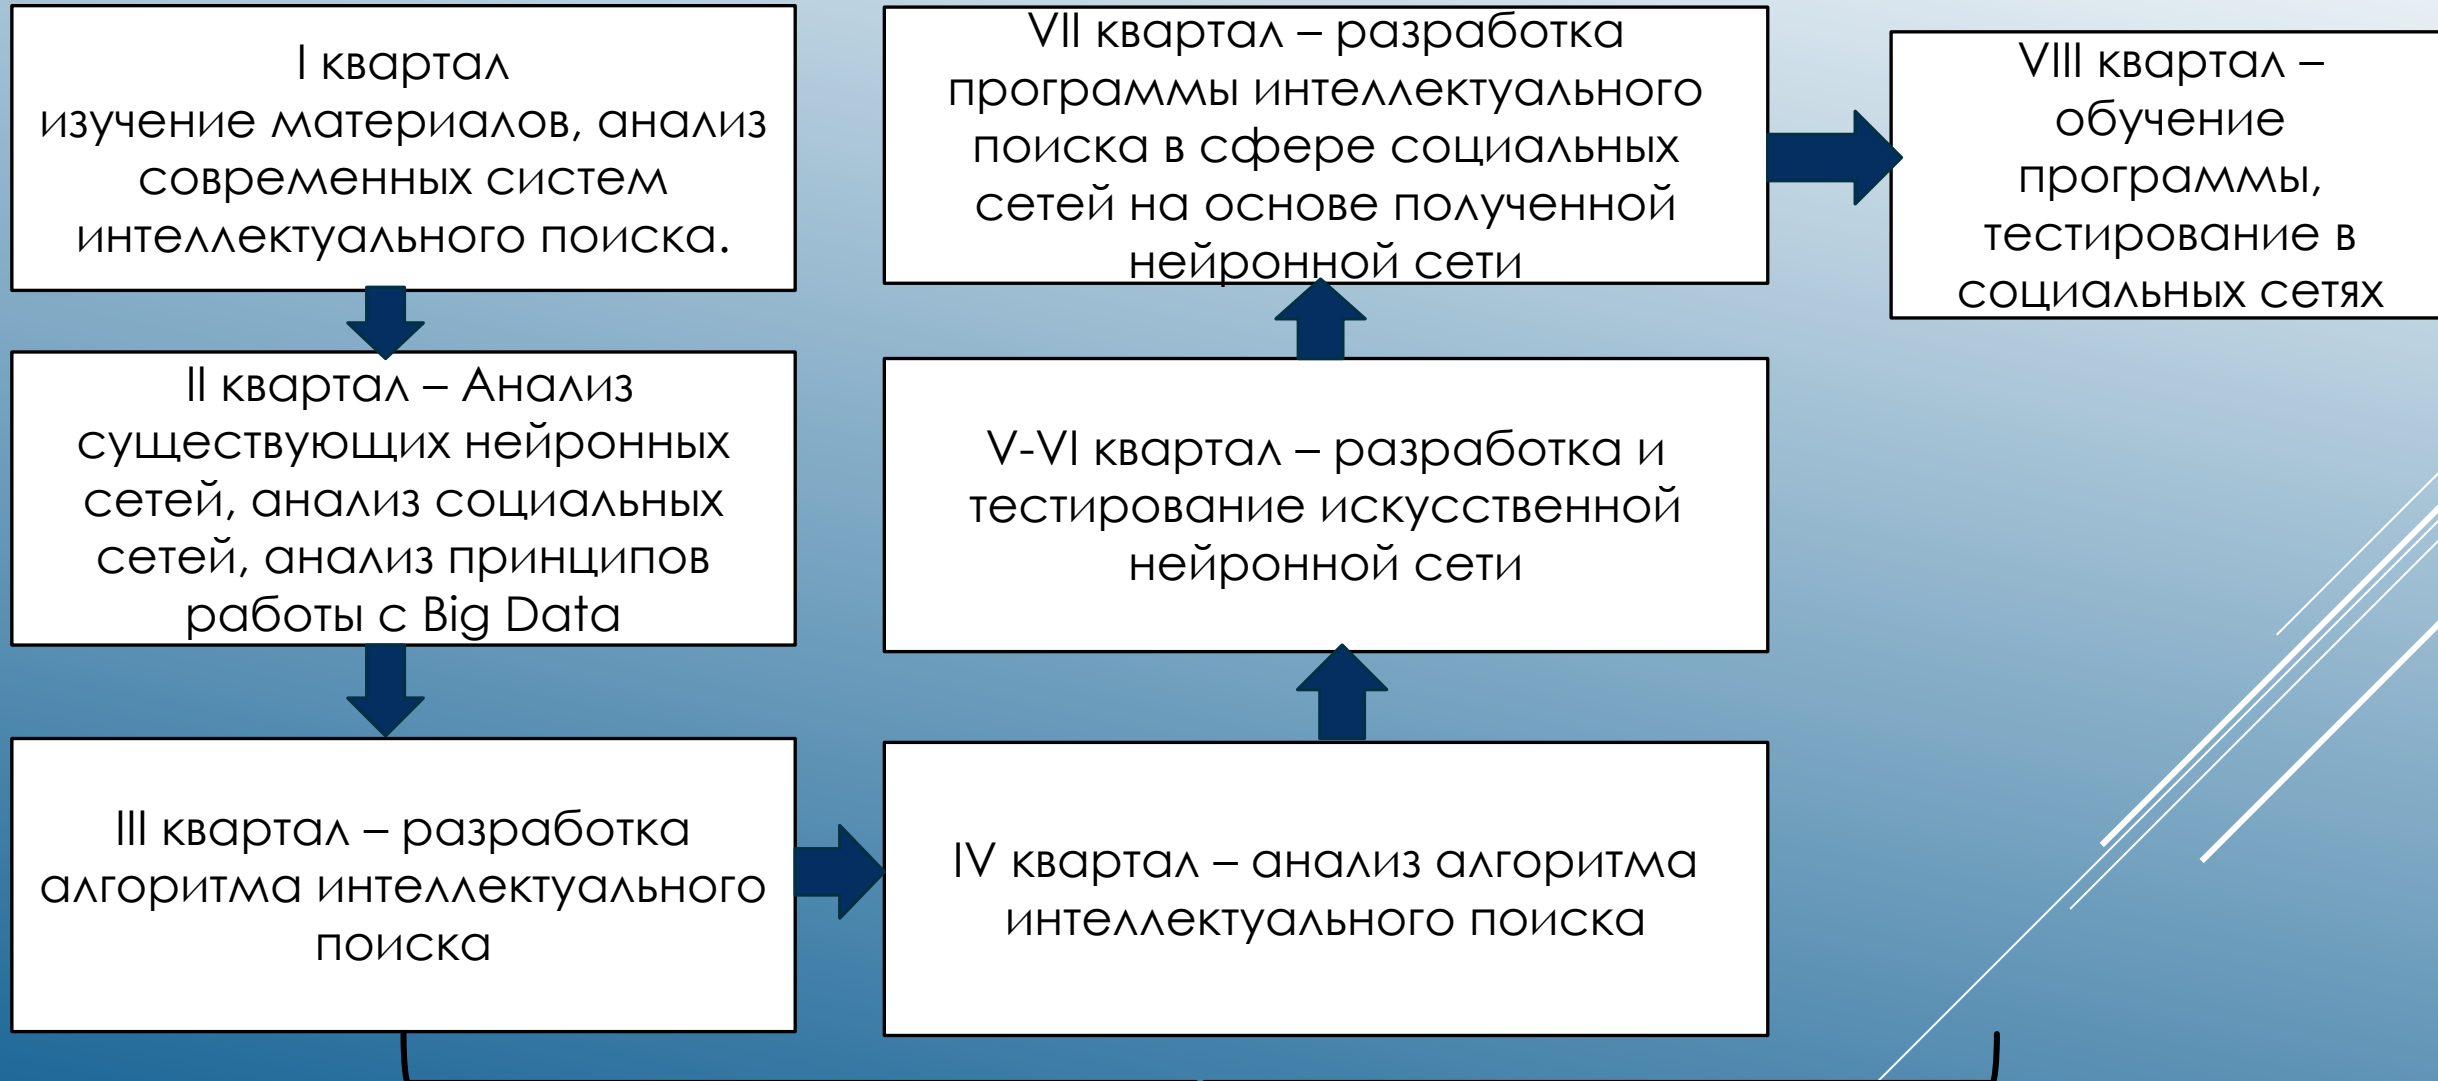 I квартал
изучение материалов, анализ
современных систем
интеллектуального поиска.
II квартал – Анализ
существующих нейронных
сетей, анализ социальных
сетей, анализ принципов
работы с Big Data
III квартал – разработка
алгоритма интеллектуального
поиска
IV квартал – анализ алгоритма
интеллектуального поиска
V-VI квартал – разработка и
тестирование искусственной
нейронной сети
VII квартал – разработка
программы интеллектуального
поиска в сфере социальных
сетей на основе полученной
нейронной сети
VIII квартал –
обучение
программы,
тестирование в
социальных сетях